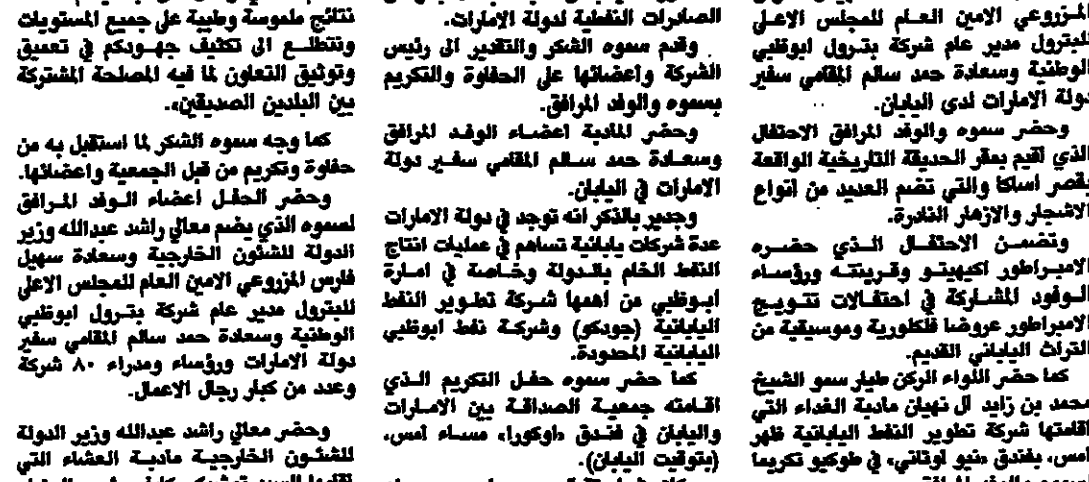 المزروعي الامين العام للمجلس الاعلى
للبترول مدير عام شركة بترول ابوظبي
الوطنية وسعادة حمد سالم المقامي سفير
دولة الامارات لدى اليابان.
وحضر سموه والوفد المرافق الاحتفال
الذي اقيم بمقر الحديقة التاريخية الواقعة
بقصر اساكا والتي تضم العديد من انواع
الاشجار والازهار النادرة.
وتضمن الاحتفال الذي حضره
الامبراطور اكيهيتو وقرينته ورؤساء
الوفود المشاركة في احتفالات تتويج
الامبراطور عروضا فلكلورية وموسيقية من
التراث الياباني القديم.
كما حضر اللواء الركن طيار سمو الشيخ
محمد بن زايد آل نهيان مادبة الغداء التي
اقامتها شركة تطوير النفط اليابانية ظهر
امس، بفندق «نيو اوتاني» في طوكيو تكريما
الصادرات النفطية لدولة الامارات.
وقدم سموه الشكر والتقدير الى رئيس
الشركة واعضائها على الحفاوة والتكريم
بسموه والوفد المرافق.
وحضر المادبة اعضاء الوفد المرافق
وسعادة حمد سالم المقامي سفير دولة
الامارات في اليابان.
وجدير بالذكر انه توجد في دولة الامارات
عدة شركات يابانية تساهم في عمليات انتاج
النفط الخام بالدولة وخاصة في امارة
ابوظبي من اهمها شركة تطوير النفط
اليابانية (جودكو) وشركة نفط ابوظبي
اليابانية المحدودة.
كما حضر سموه حفل التكريم الذي
اقامته جمعية الصداقة بين الامارات
واليابان في فندق «اوكورا» مساء امس،
(بتوقيت اليابان).
نتائج ملموسة وطيبة على جميع المستويات
ونتطلع الى تكثيف جهودكم في تعميق
وتوثيق التعاون لما فيه المصلحة المشتركة
بين البلدين الصديقين».
كما وجه سموه الشكر لما استقبل به من
حفاوة وتكريم من قبل الجمعية واعضائها.
وحضر الحفل اعضاء الوفد المرافق
لسموه الذي يضم معالي راشد عبدالله وزير
الدولة للشئون الخارجية وسعادة سهيل
فارس المزروعي الامين العام للمجلس الاعلى
للبترول مدير عام شركة بترول ابوظبي
الوطنية وسعادة حمد سالم المقامي سفير
دولة الامارات ورؤساء ومدراء ٨٠ شركة
وعدد من كبار رجال الاعمال.
وحضر معالي راشد عبدالله وزير الدولة
للشئون الخارجية مادبة العشاء التي